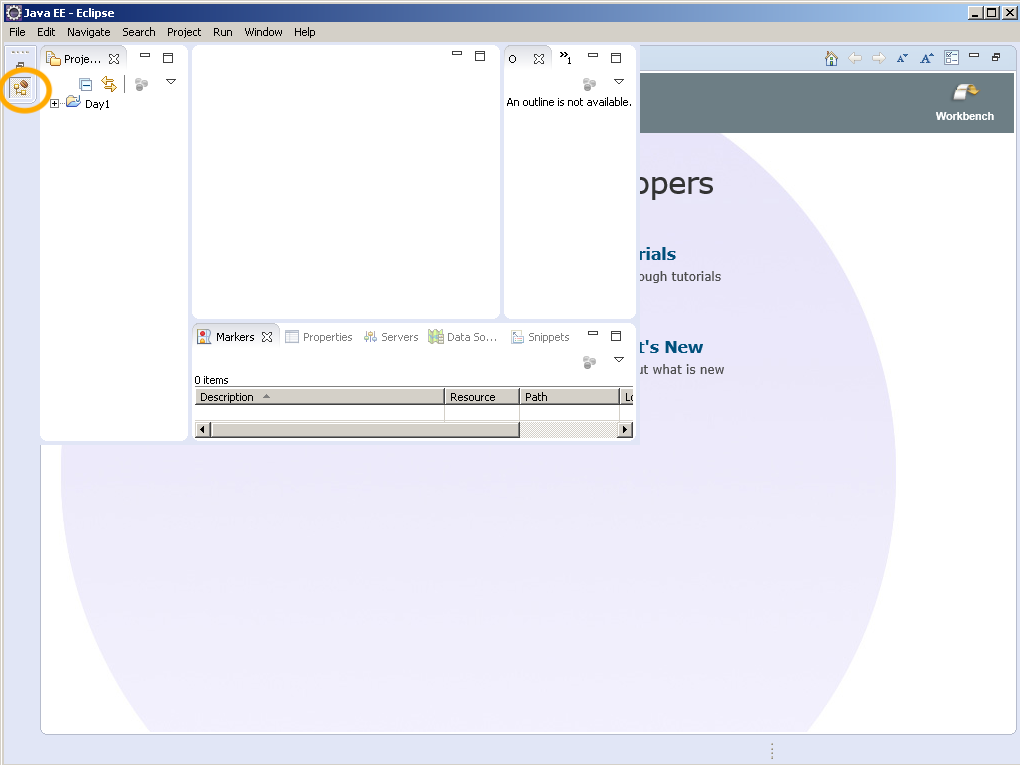 Java EE - Eclipse
File Edit Navigate Search Project Run Window Help
Proje...
Day1
O
»1
An outline is not available.
Workbench
opers
rials
ough tutorials
t's New
ut what is new
Markers Properties Servers Data So... Snippets
0 items
Description Resource Path Lo